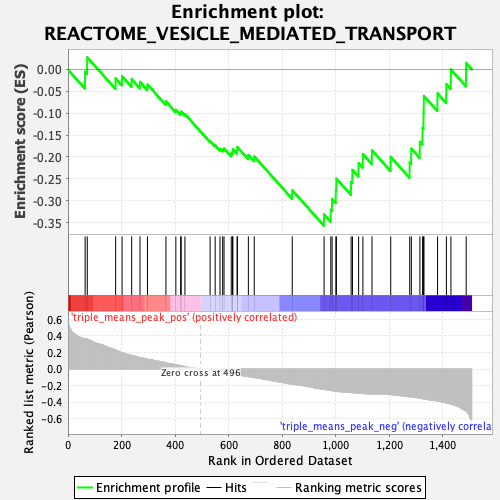 Enrichment plot:
REACTOME_VESICLE_MEDIATED_TRANSPORT
Enrichment score (ES)
0.00
-0.05
-0.10
-0.15
-0.20
-0.25
-0.30
-0.35
'triple_means_peak_pos' (positively correlated)
Ranked list metric (Pearson)
0.6
0.4
0.2
0.0
-0.2
-0.4
-0.6
Zero cross at 496
'triple_means_peak_neg' (negatively correla
0
200
400
600
800
1,000
1,200
1,400
Rank in Ordered Dataset
Enrichment profile
Hits
Ranking metric scores